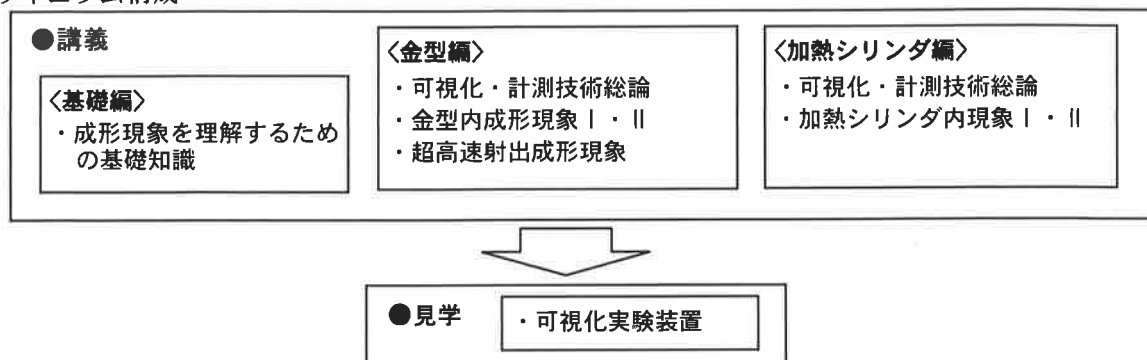 ●講義
〈基礎編〉
・成形現象を理解するため
の基礎知識
〈金型編〉
・可視化・計測技術総論
・金型内成形現象Ⅰ・Ⅱ
・超高速射出成形現象
〈加熱シリンダ編〉
・可視化・計測技術総論
・加熱シリンダ内現象Ⅰ・Ⅱ
●見学
・可視化実験装置